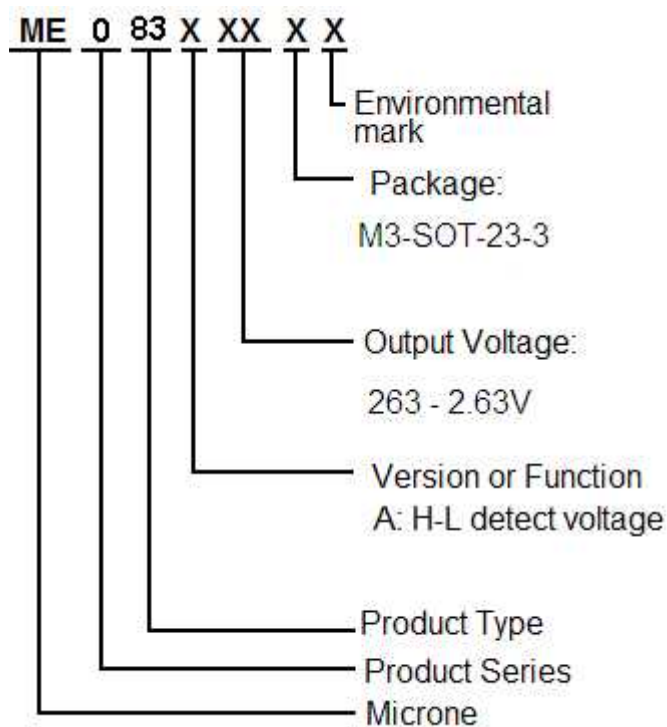 ME 0 83 X XX X X
Environmental
mark
Package:
M3-SOT-23-3
Output Voltage:
263 - 2.63V
Version or Function
A: H-L detect voltage
Product Type
Product Series
Microne